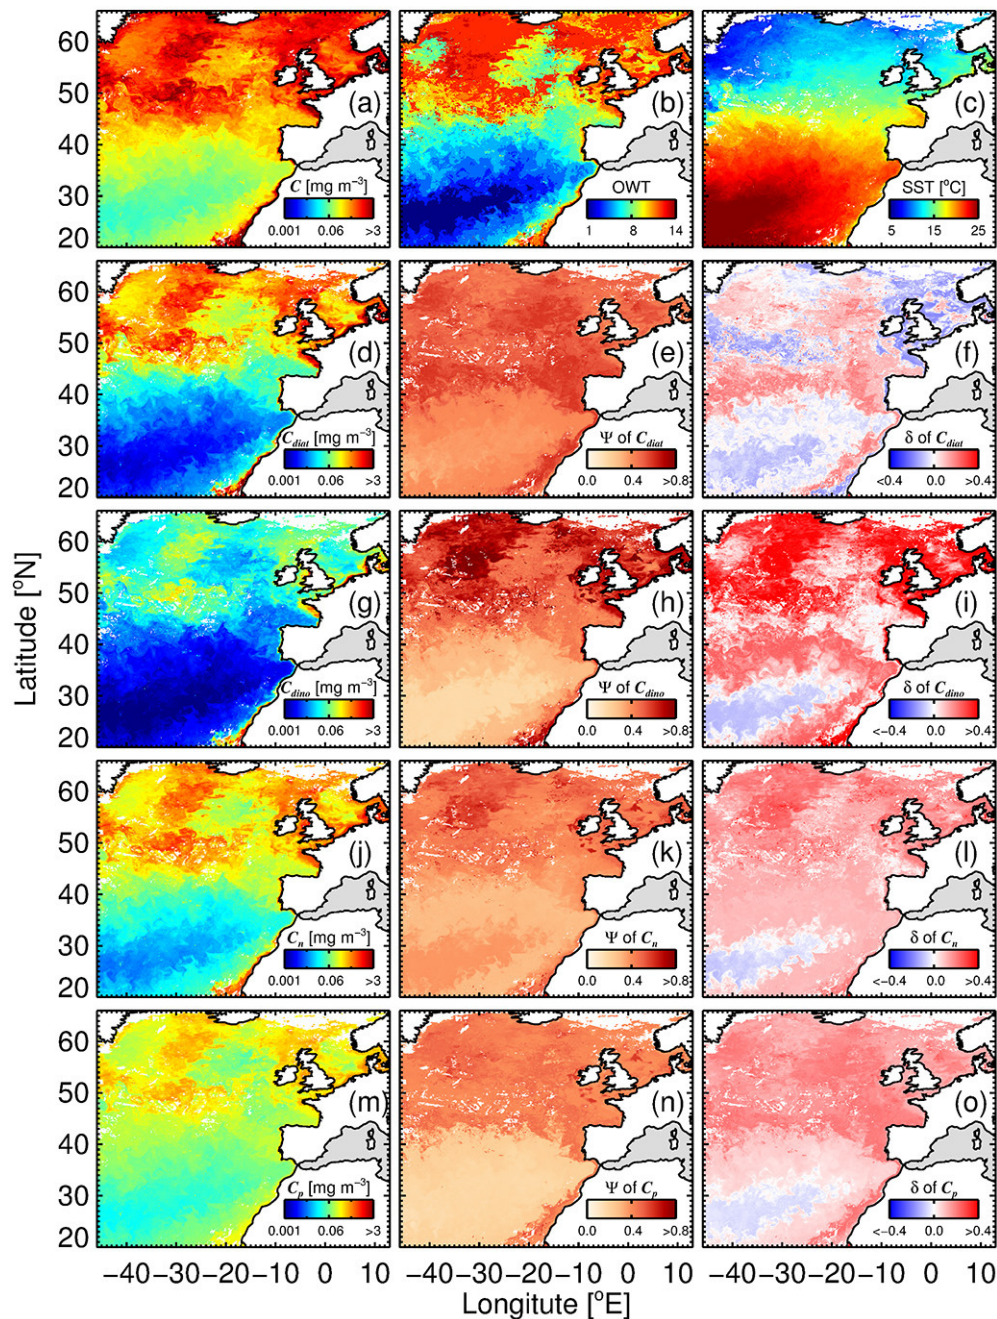 60
50
40
30
20
(a)
C [mg m⁻³]
0.001 0.06 >3
(b)
OWT
1 8 14
(c)
SST [°C]
5 15 25
60
50
40
30
20
(d)
C_diat [mg m⁻³]
0.001 0.06 >3
(e)
Ψ of C_diat
0.0 0.4 >0.8
(f)
δ of C_diat
<0.4 0.0 >0.4
Latitude [°N]
60
50
40
30
20
(g)
C_dino [mg m⁻³]
0.001 0.06 >3
(h)
Ψ of C_dino
0.0 0.4 >0.8
(i)
δ of C_dino
<−0.4 0.0 >0.4
60
50
40
30
20
(j)
C_n [mg m⁻³]
0.001 0.06 >3
(k)
Ψ of C_n
0.0 0.4 >0.8
(l)
δ of C_n
<−0.4 0.0 >0.4
60
50
40
30
20
(m)
C_p [mg m⁻³]
0.001 0.06 >3
(n)
Ψ of C_p
0.0 0.4 >0.8
(o)
δ of C_p
<−0.4 0.0 >0.4
−40 −30 −20 −10 0 10
−40 −30 −20 −10 0 10
−40 −30 −20 −10 0 10
Longitute [°E]